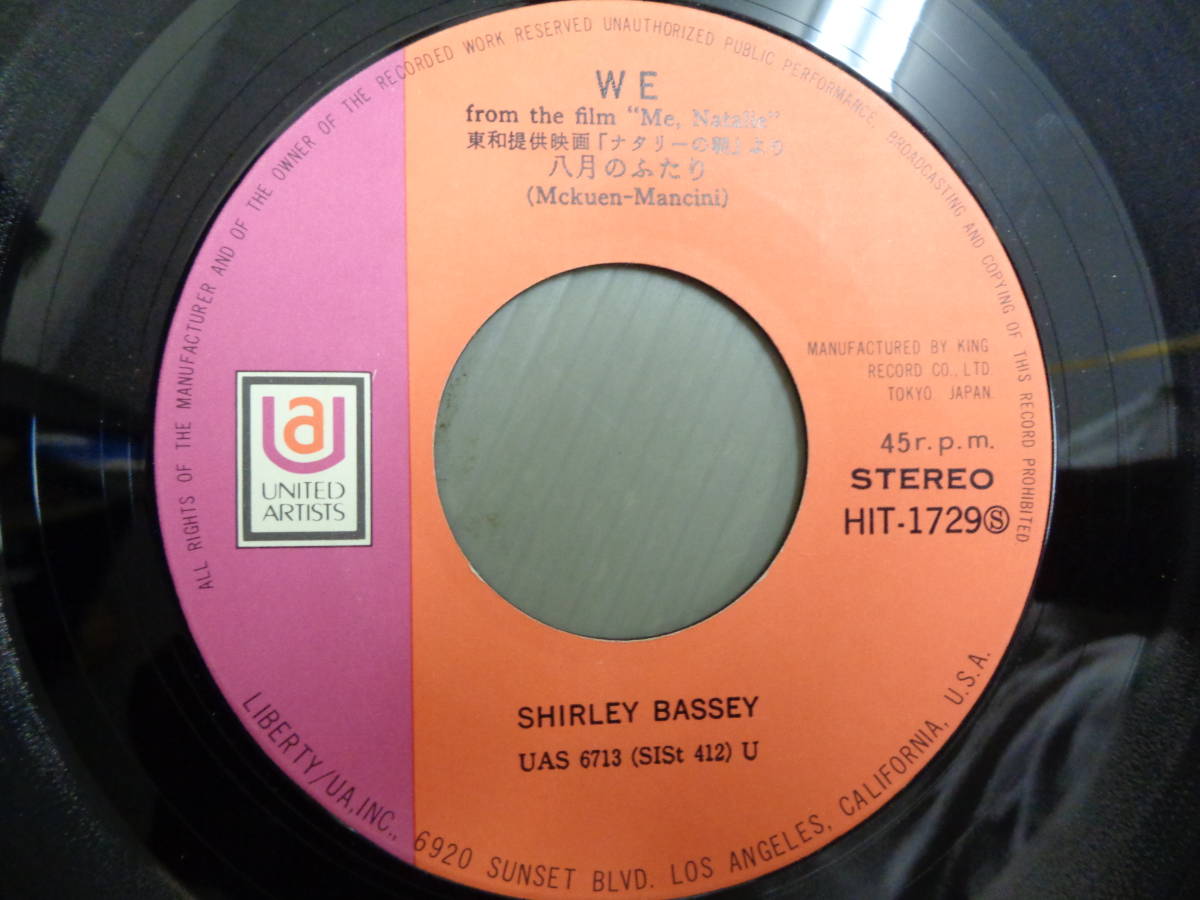 ALL RIGHTS OF THE MANUFACTURER AND OF THE OWNER OF THE RECORDED WORK RESERVED UNAUTHORIZED PUBLIC PERFORMANCE, BROADCASTING AND COPYING OF THIS RECORD PROHIBITED.
WE
from the film "Me, Natalie"
東和提供映画「ナタリーの朝」より
八月のふたり
(Mckuen-Mancini)
MANUFACTURED BY KING
RECORD CO., LTD
TOKYO. JAPAN.
45r.p.m.
STEREO
HIT-1729Ⓢ
UA
UNITED
ARTISTS
SHIRLEY BASSEY
UAS 6713 (SISt 412) U
LIBERTY/UA, INC., 6920 SUNSET BLVD. LOS ANGELES, CALIFORNIA, U.S.A.